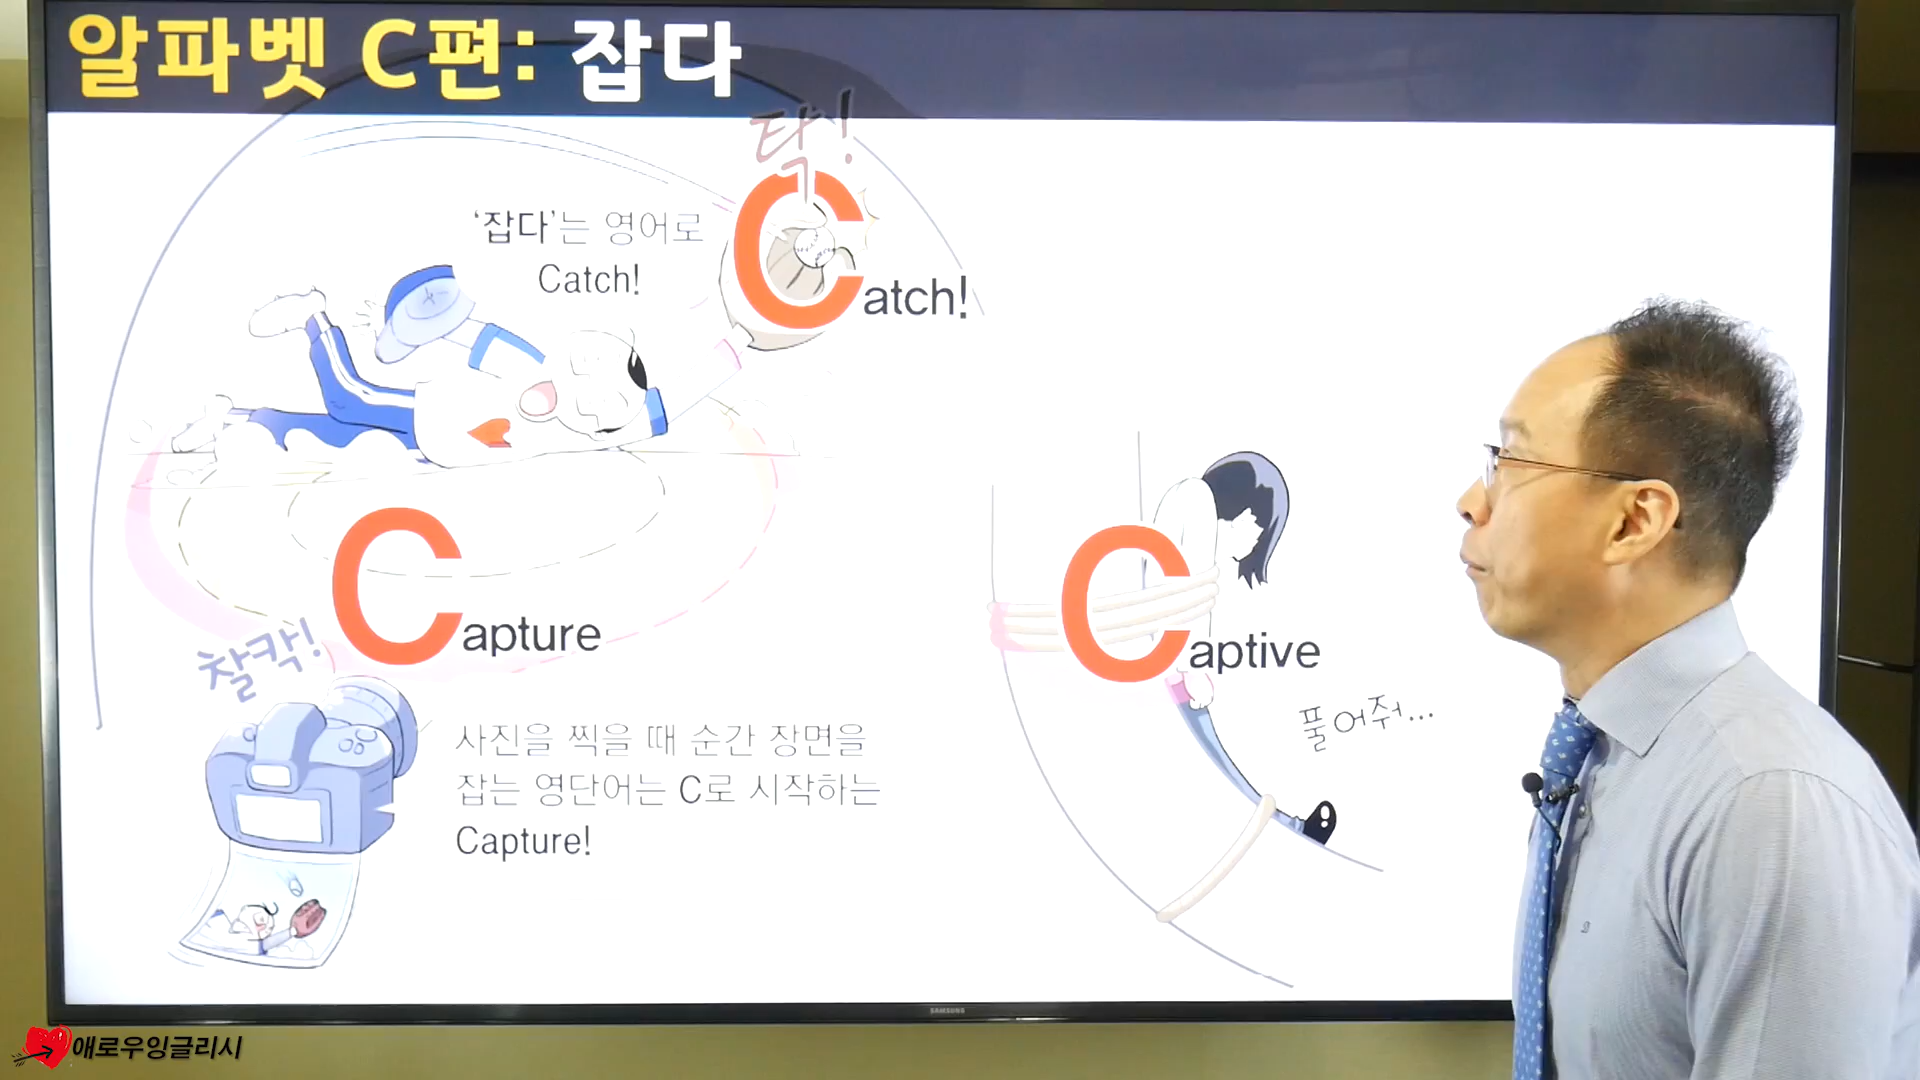 알파벳 C편: 잡다
탁!
'잡다'는 영어로
Catch!
Catch!
Capture
찰칵!
사진을 찍을 때 순간 장면을
잡는 영단어는 C로 시작하는
Capture!
Captive
풀어줘...
SAMSUNG
애로우잉글리시